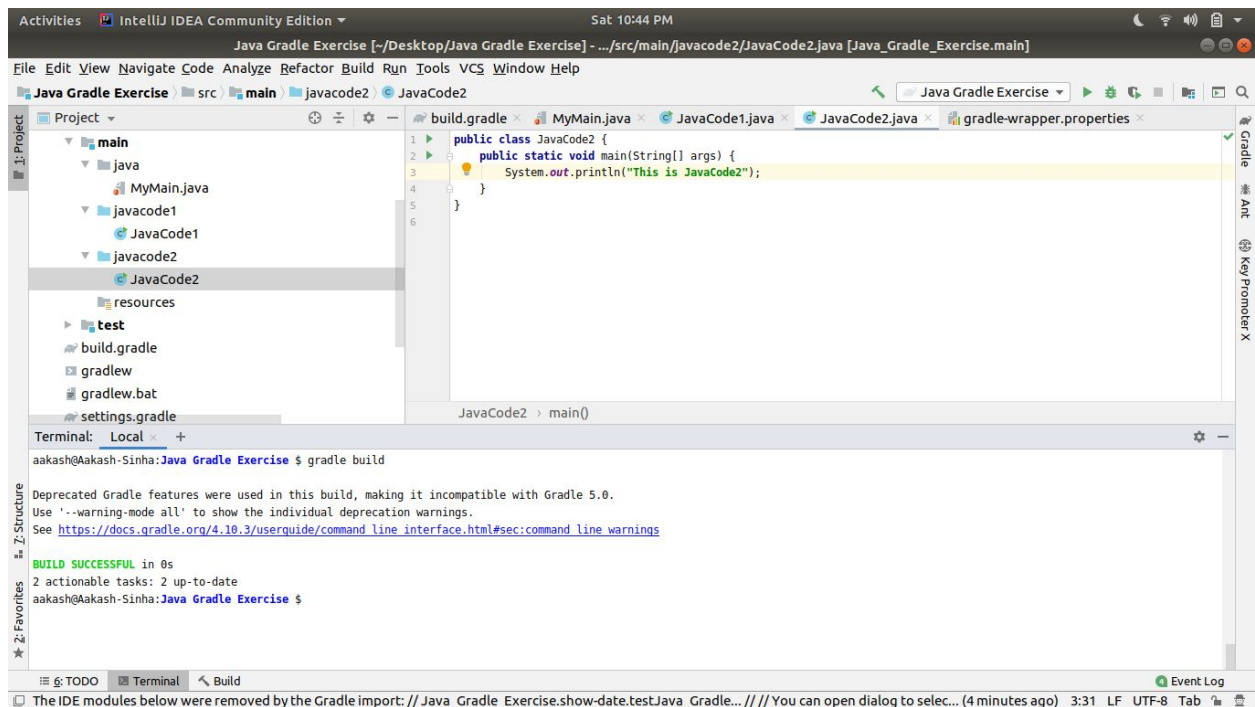 Activities IntelliJ IDEA Community Edition Sat 10:44 PM
Java Gradle Exercise [~/Desktop/Java Gradle Exercise] - .../src/main/javacode2/JavaCode2.java [Java_Gradle_Exercise.main]
File Edit View Navigate Code Analyze Refactor Build Run Tools VCS Window Help
Java Gradle Exercise src main javacode2 JavaCode2 Java Gradle Exercise
1: Project
Project
main
java
MyMain.java
javacode1
JavaCode1
javacode2
JavaCode2
resources
test
build.gradle
gradlew
gradlew.bat
settings.gradle
build.gradle MyMain.java JavaCode1.java JavaCode2.java gradle-wrapper.properties
1 public class JavaCode2 {
2 public static void main(String[] args) {
3 System.out.println("This is JavaCode2");
4 }
5 }
6
JavaCode2 › main()
Gradle
Ant
Key Promoter X
Terminal: Local +
aakash@Aakash-Sinha:Java Gradle Exercise $ gradle build
Deprecated Gradle features were used in this build, making it incompatible with Gradle 5.0.
Use '--warning-mode all' to show the individual deprecation warnings.
See https://docs.gradle.org/4.10.3/userguide/command_line_interface.html#sec:command_line_warnings
BUILD SUCCESSFUL in 0s
2 actionable tasks: 2 up-to-date
aakash@Aakash-Sinha:Java Gradle Exercise $
7: Structure
2: Favorites
6: TODO Terminal Build 4 Event Log
The IDE modules below were removed by the Gradle import: // Java_Gradle_Exercise.show-date.testJava_Gradle... // // You can open dialog to selec... (4 minutes ago) 3:31 LF UTF-8 Tab